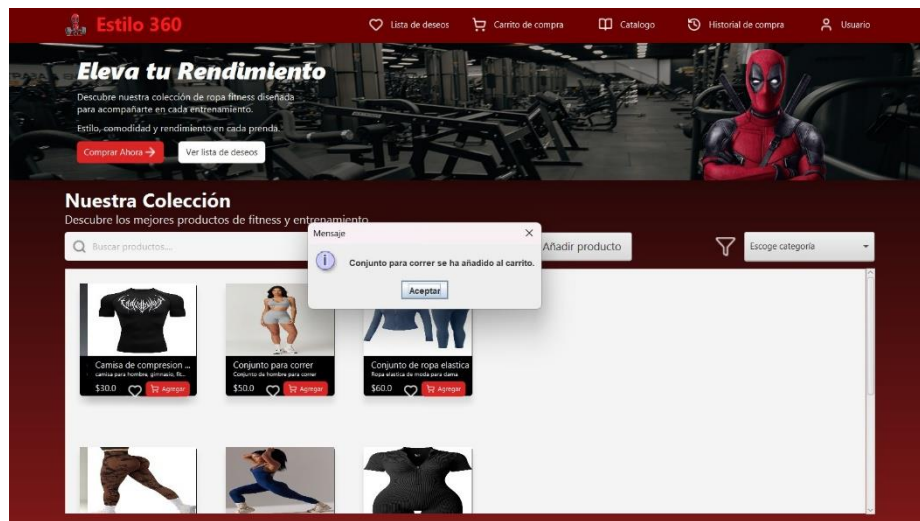 Estilo 360
Lista de deseos
Carrito de compra
Catalogo
Historial de compra
Usuario
Eleva tu Rendimiento
Descubre nuestra colección de ropa fitness diseñada
para acompañarte en cada entrenamiento.
Estilo, comodidad y rendimiento en cada prenda.
Comprar Ahora →
Ver lista de deseos
Nuestra Colección
Descubre los mejores productos de fitness y entrenamiento
Buscar productos...
Añadir producto
Escoge categoría
Mensaje
Conjunto para correr se ha añadido al carrito.
Aceptar
Camisa de compresion ...
camisa para hombre, gimnasio, fit...
$30.0
Agregar
Conjunto para correr
Conjunto de hombre para correr
$50.0
Agregar
Conjunto de ropa elastica
Ropa elastica de moda para dama
$60.0
Agregar